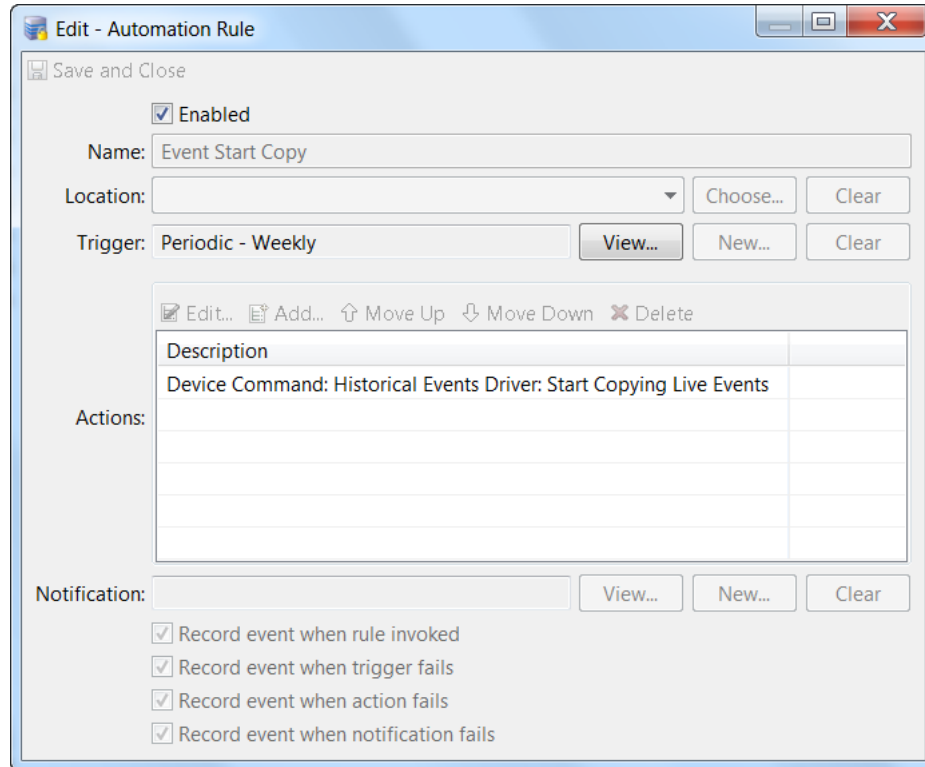 Edit - Automation Rule
Save and Close
Enabled
Name: Event Start Copy
Location: Choose... Clear
Trigger: Periodic - Weekly View... New... Clear
Edit... Add... Move Up Move Down Delete
Description
Device Command: Historical Events Driver: Start Copying Live Events
Actions:
Notification: View... New... Clear
Record event when rule invoked
Record event when trigger fails
Record event when action fails
Record event when notification fails